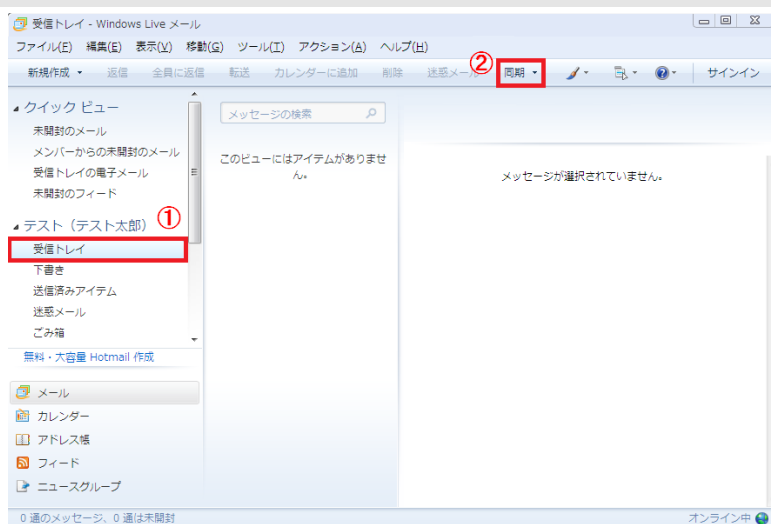 受信トレイ - Windows Live メール
ファイル(F) 編集(E) 表示(V) 移動(G) ツール(T) アクション(A) ヘルプ(H)
②
新規作成 返信 全員に返信 転送 カレンダーに追加 削除 迷惑メール 同期 サインイン
クイック ビュー
メッセージの検索
未開封のメール
メンバーからの未開封のメール
このビューにはアイテムがありませ
ん。
受信トレイの電子メール
メッセージが選択されていません。
未開封のフィード
①
テスト（テスト太郎）
受信トレイ
下書き
送信済みアイテム
迷惑メール
ごみ箱
無料・大容量 Hotmail 作成
メール
カレンダー
アドレス帳
フィード
ニュースグループ
0 通のメッセージ、0 通は未開封 オンライン中